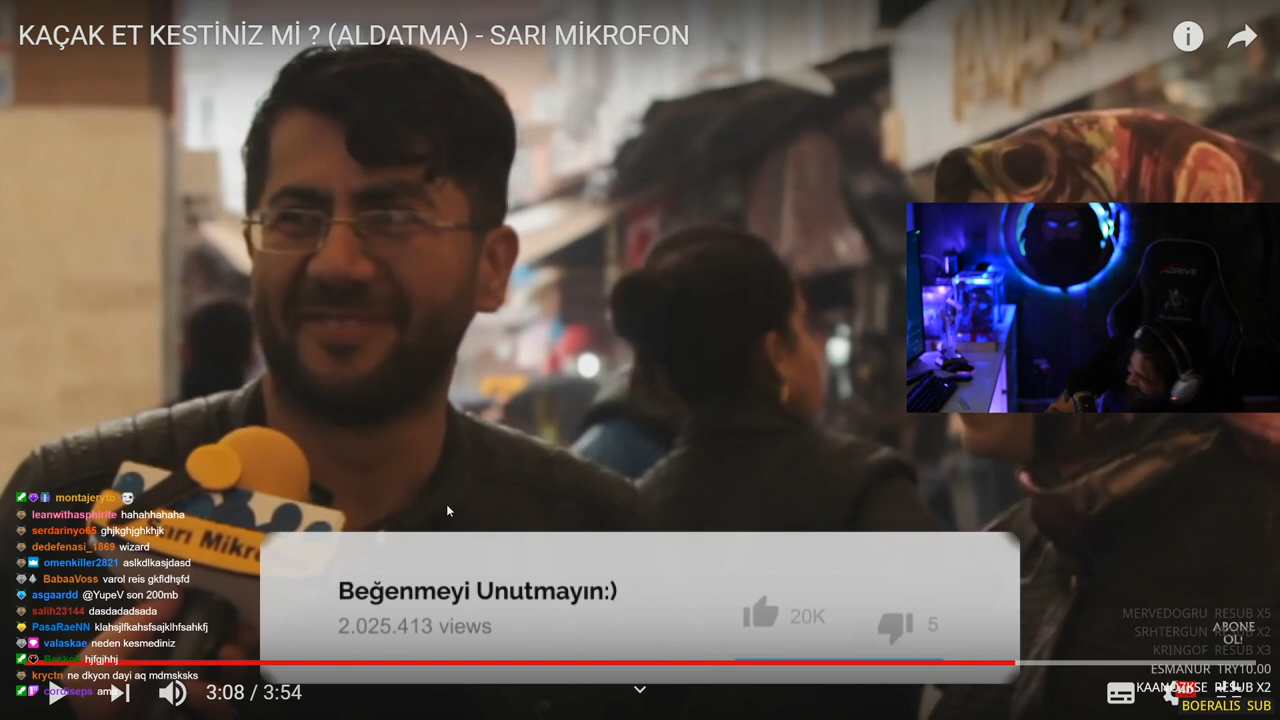 KAÇAK ET KESTİNİZ Mİ ? (ALDATMA) - SARI MİKROFON
Beğenmeyi Unutmayın:)
2.025.413 views
20K
5
montajerytb
leanwithasphirite hahahhahaha
serdarinyo65 ghjkghjghkhjk
dedefenasi_1869 wizard
omenkiller2821 aslkdlkasjdasd
BabaaVoss varol reis gkfldhşfd
asgaardd @YupeV son 200mb
salih23144 dasdadadsada
PasaRaeNN klahsjlfkahsfsajklhfsahkfj
valaskae neden kesmediniz
hjfgjhhj
kryctn ne dkyon dayi aq mdmsksks
3:08 / 3:54
MERVEDOGRU RESUB X5
SRHTERGUN RESUB X2
ABONE OL!
KRINGOF RESUB X3
ESMANUR TRY10.00
RESUB X2
BOERALIS SUB